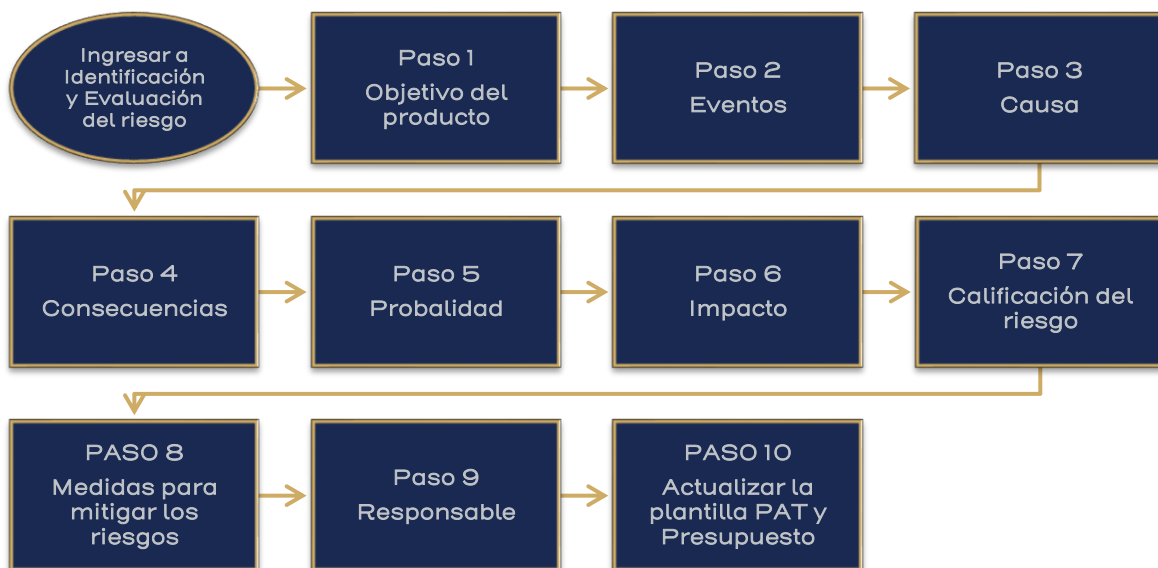 Ingresar a
Identificación
y Evaluación
del riesgo
Paso 1
Objetivo del
producto
Paso 2
Eventos
Paso 3
Causa
Paso 4
Consecuencias
Paso 5
Probalidad
Paso 6
Impacto
Paso 7
Calificación del
riesgo
PASO 8
Medidas para
mitigar los
riesgos
Paso 9
Responsable
PASO 10
Actualizar la
plantilla PAT y
Presupuesto